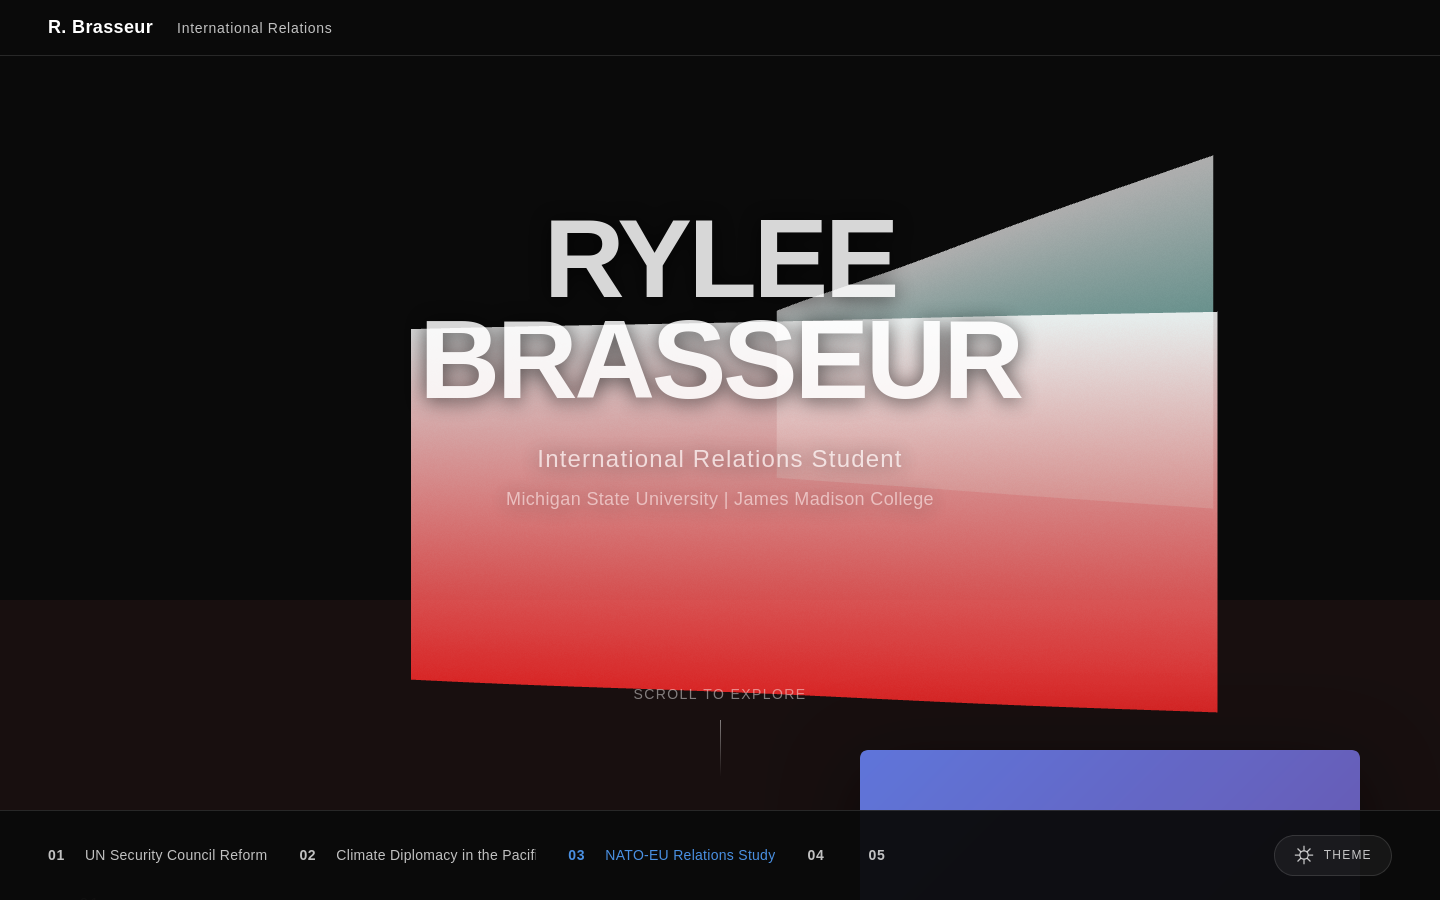 R. Brasseur International Relations
RYLEE
BRASSEUR
International Relations Student
Michigan State University | James Madison College
SCROLL TO EXPLORE
01 UN Security Council Reform 02 Climate Diplomacy in the Pacifi 03 NATO-EU Relations Study 04 05 THEME